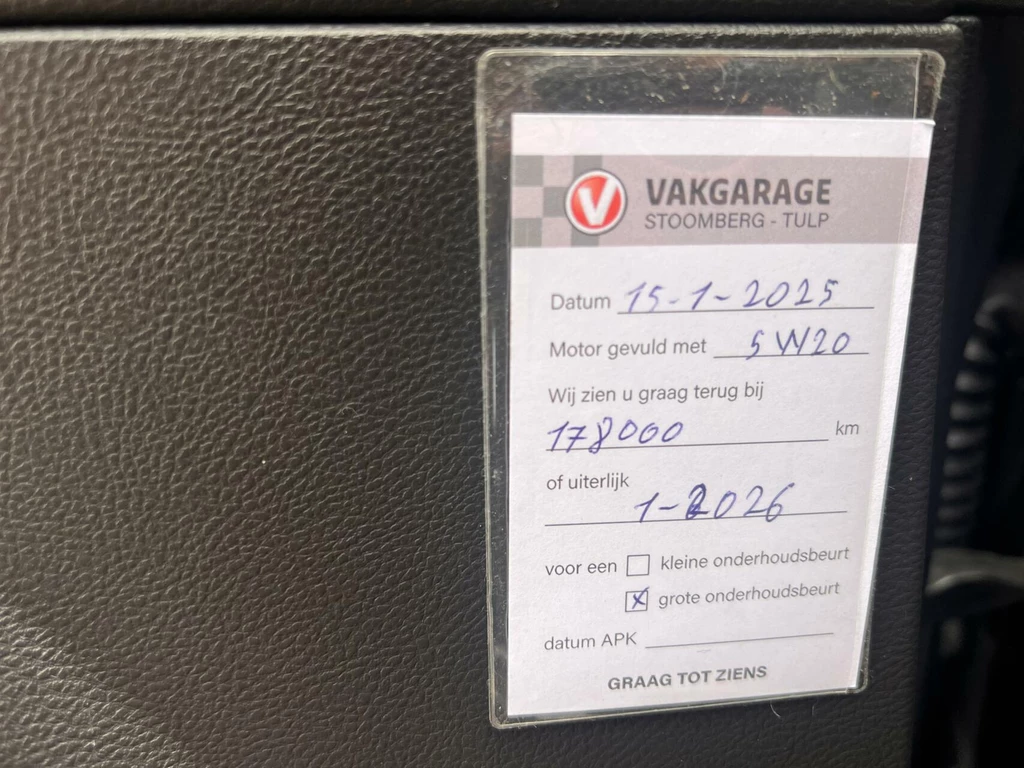 V
VAKGARAGE
STOOMBERG - TULP
Datum 15-1-2025
Motor gevuld met 5W20
Wij zien u graag terug bij
178000 km
of uiterlijk
1-2026
voor een kleine onderhoudsbeurt
X grote onderhoudsbeurt
datum APK
GRAAG TOT ZIENS